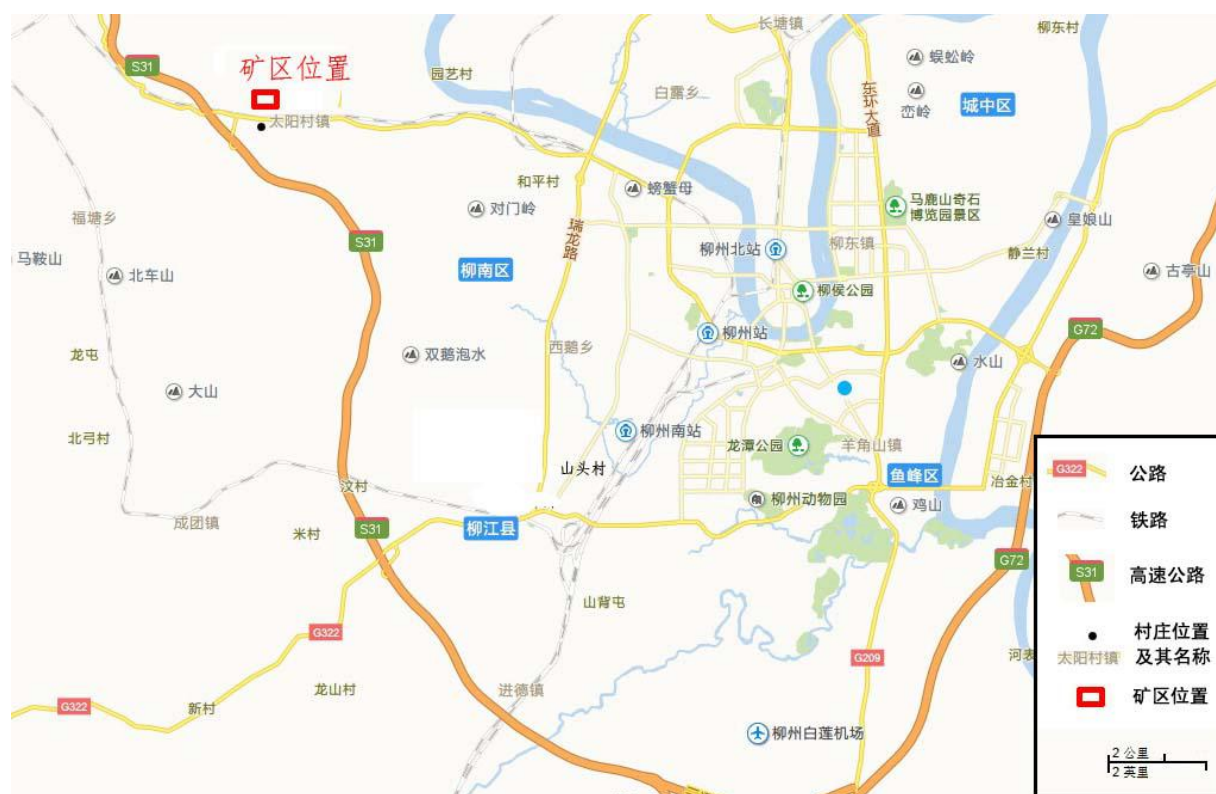 长塘镇
柳东村
蜈蚣岭
S31
矿区位置
园艺村
白露乡
东环大道
峦岭
城中区
太阳村镇
和平村
螃蟹母
对门岭
马鹿山奇石
博览园景区
福塘乡
瑞龙路
皇娘山
S31
柳州北站
柳东镇
静兰村
马鞍山
北车山
柳南区
古亭山
柳侯公园
G72
柳州站
龙屯
双鹅泡水
西鹅乡
水山
大山
北弓村
柳州南站
龙潭公园
羊角山镇
山头村
鱼峰区
冶金村
汶村
柳州动物园
鸡山
成团镇
米村
S31
柳江县
G72
山背屯
G322
G209
河表
龙山村
进德镇
新村
G322
柳州白莲机场
G322
公路
铁路
S31
高速公路
村庄位置
太阳村镇
及其名称
矿区位置
2 公里
2 英里